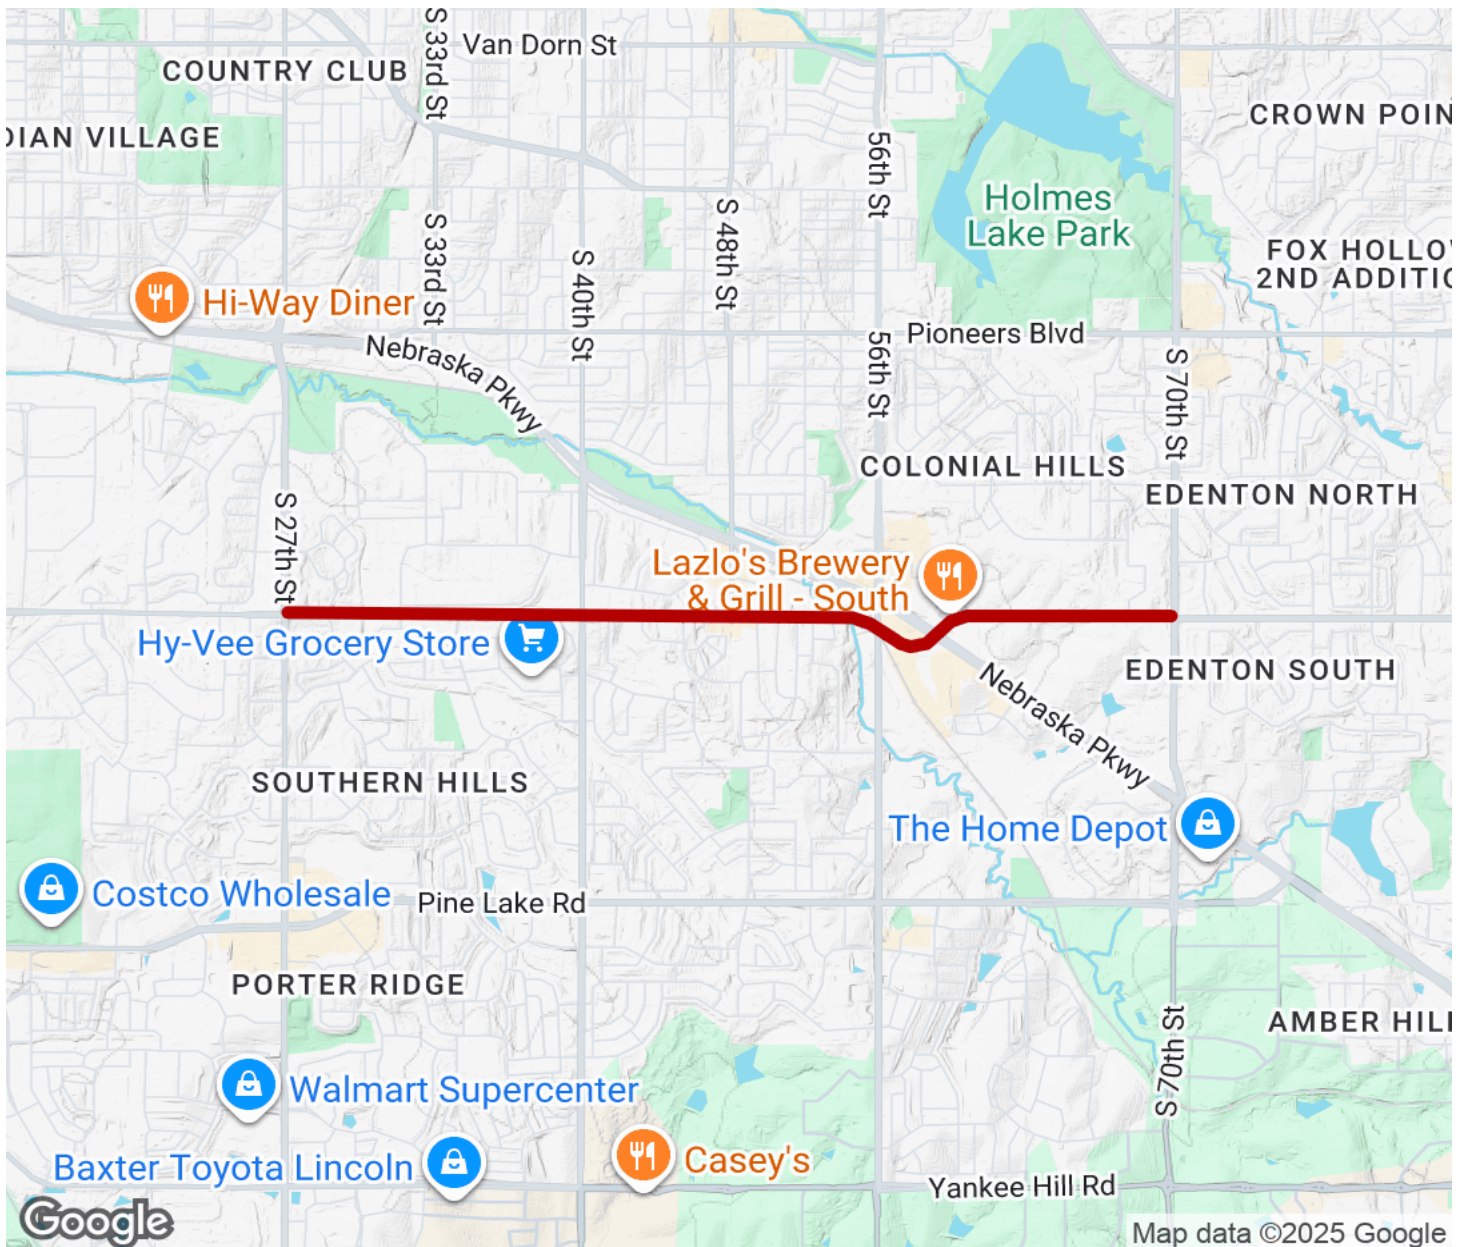 S 33rd St
Van Dorn St
COUNTRY CLUB
CROWN POIN
DIAN VILLAGE
56th St
Holmes
Lake Park
S 33rd St
S 48th St
S 40th St
FOX HOLLOW
2ND ADDITIO
Hi-Way Diner
Pioneers Blvd
56th St
Nebraska Pkwy
S 70th St
COLONIAL HILLS
EDENTON NORTH
S 27th St
Lazlo's Brewery
& Grill - South
Hy-Vee Grocery Store
EDENTON SOUTH
Nebraska Pkwy
SOUTHERN HILLS
The Home Depot
Costco Wholesale
Pine Lake Rd
PORTER RIDGE
AMBER HILL
S 70th St
Walmart Supercenter
Baxter Toyota Lincoln
Casey's
Yankee Hill Rd
Google
Map data ©2025 Google